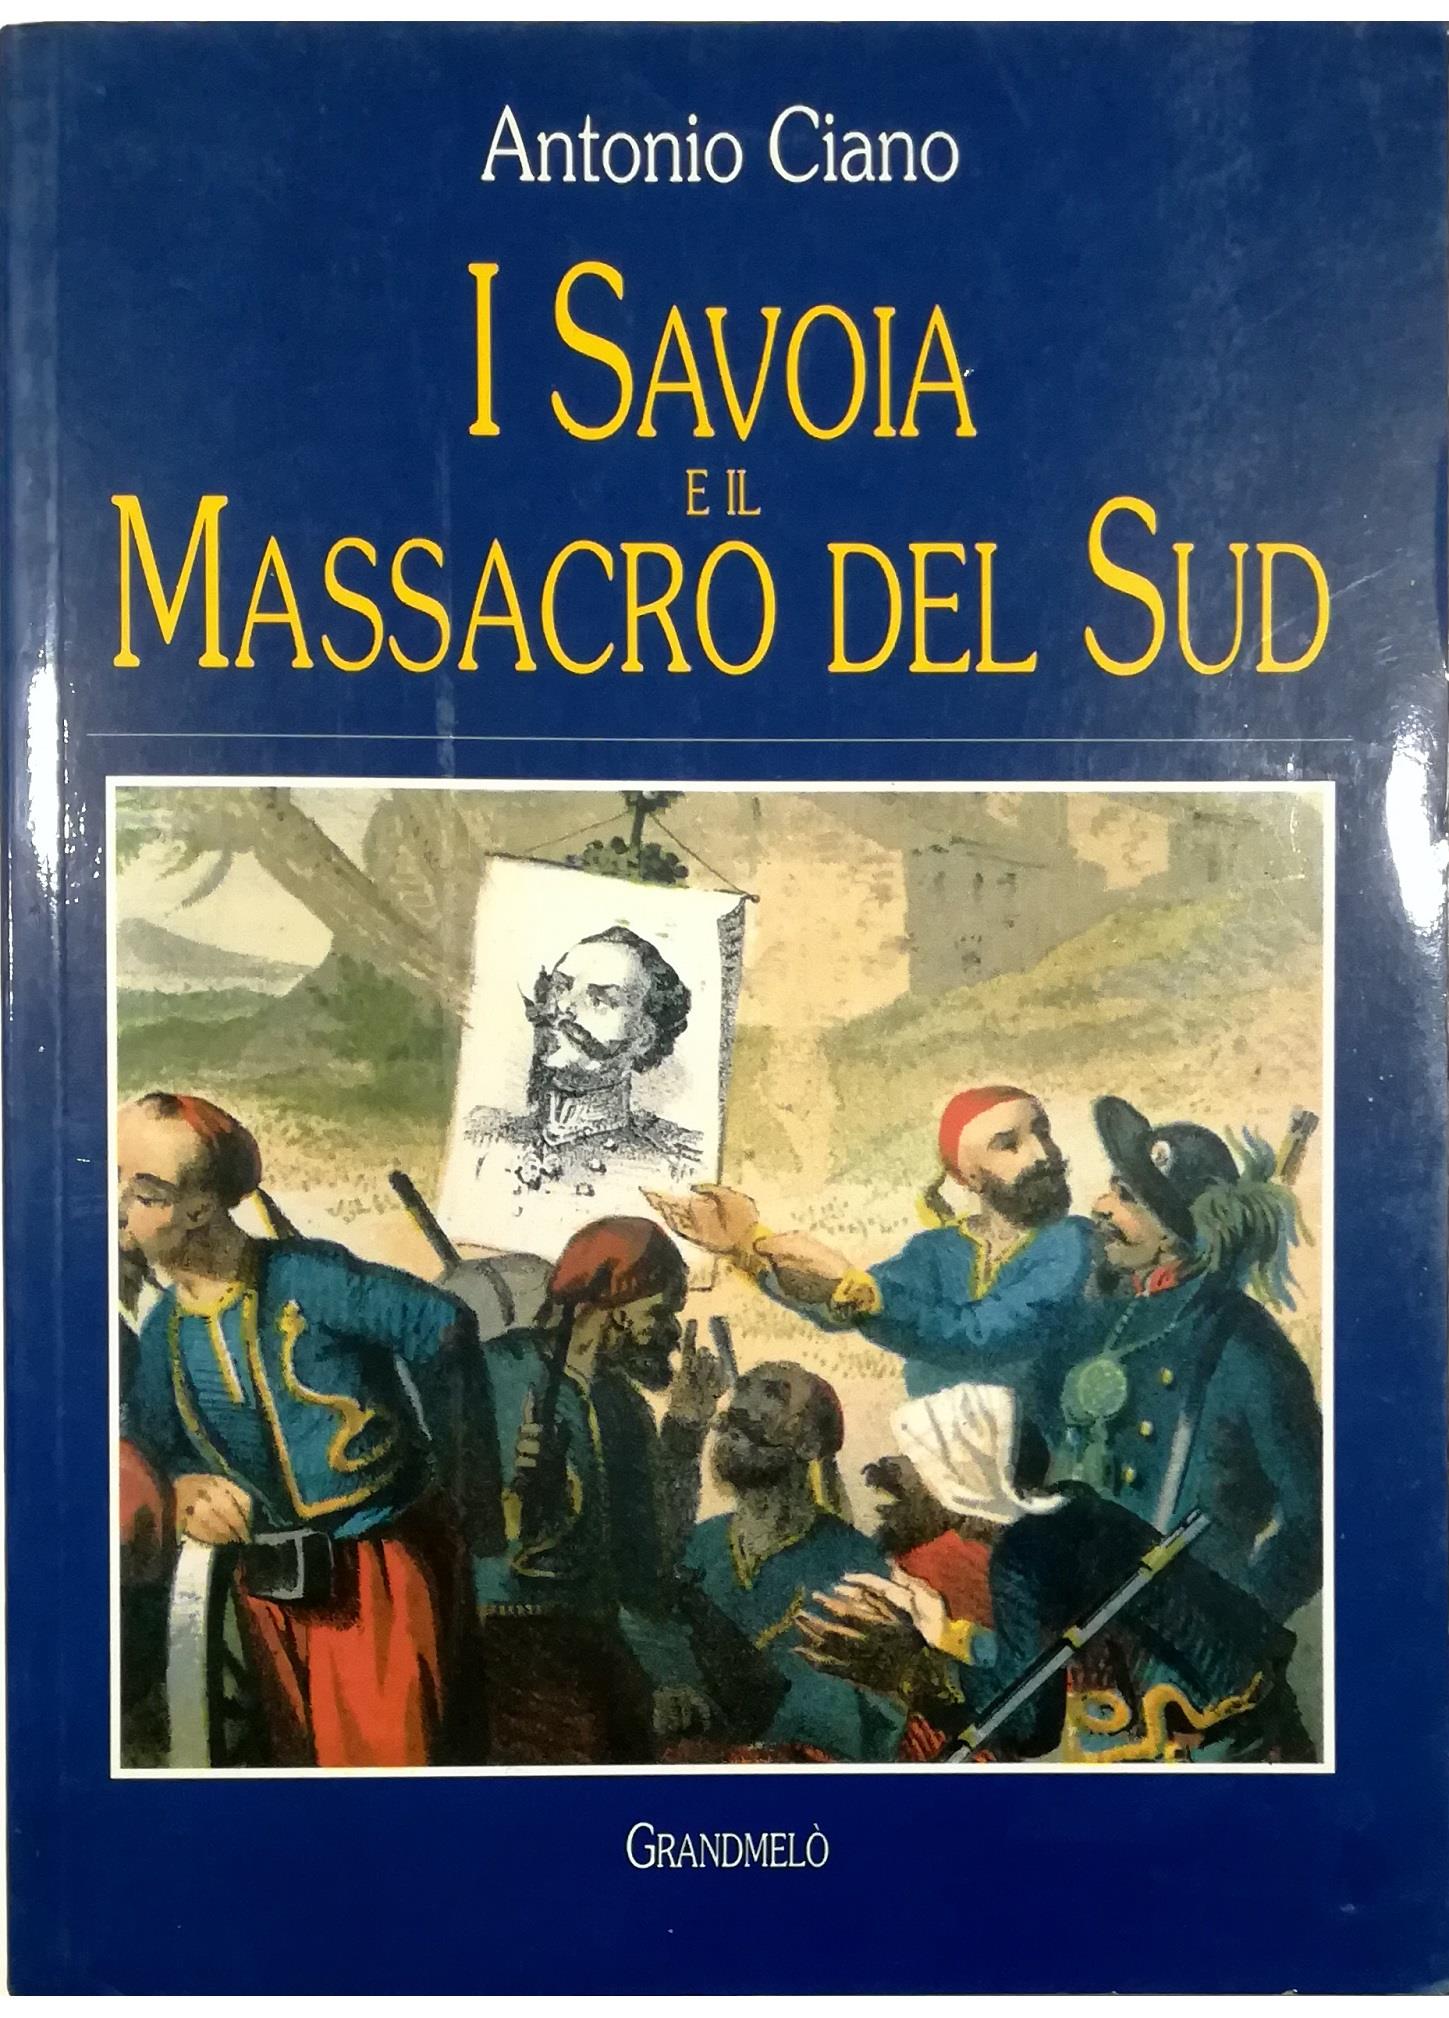 Antonio Ciano
I SAVOIA
E IL
MASSACRO DEL SUD
GRANDMELÒ